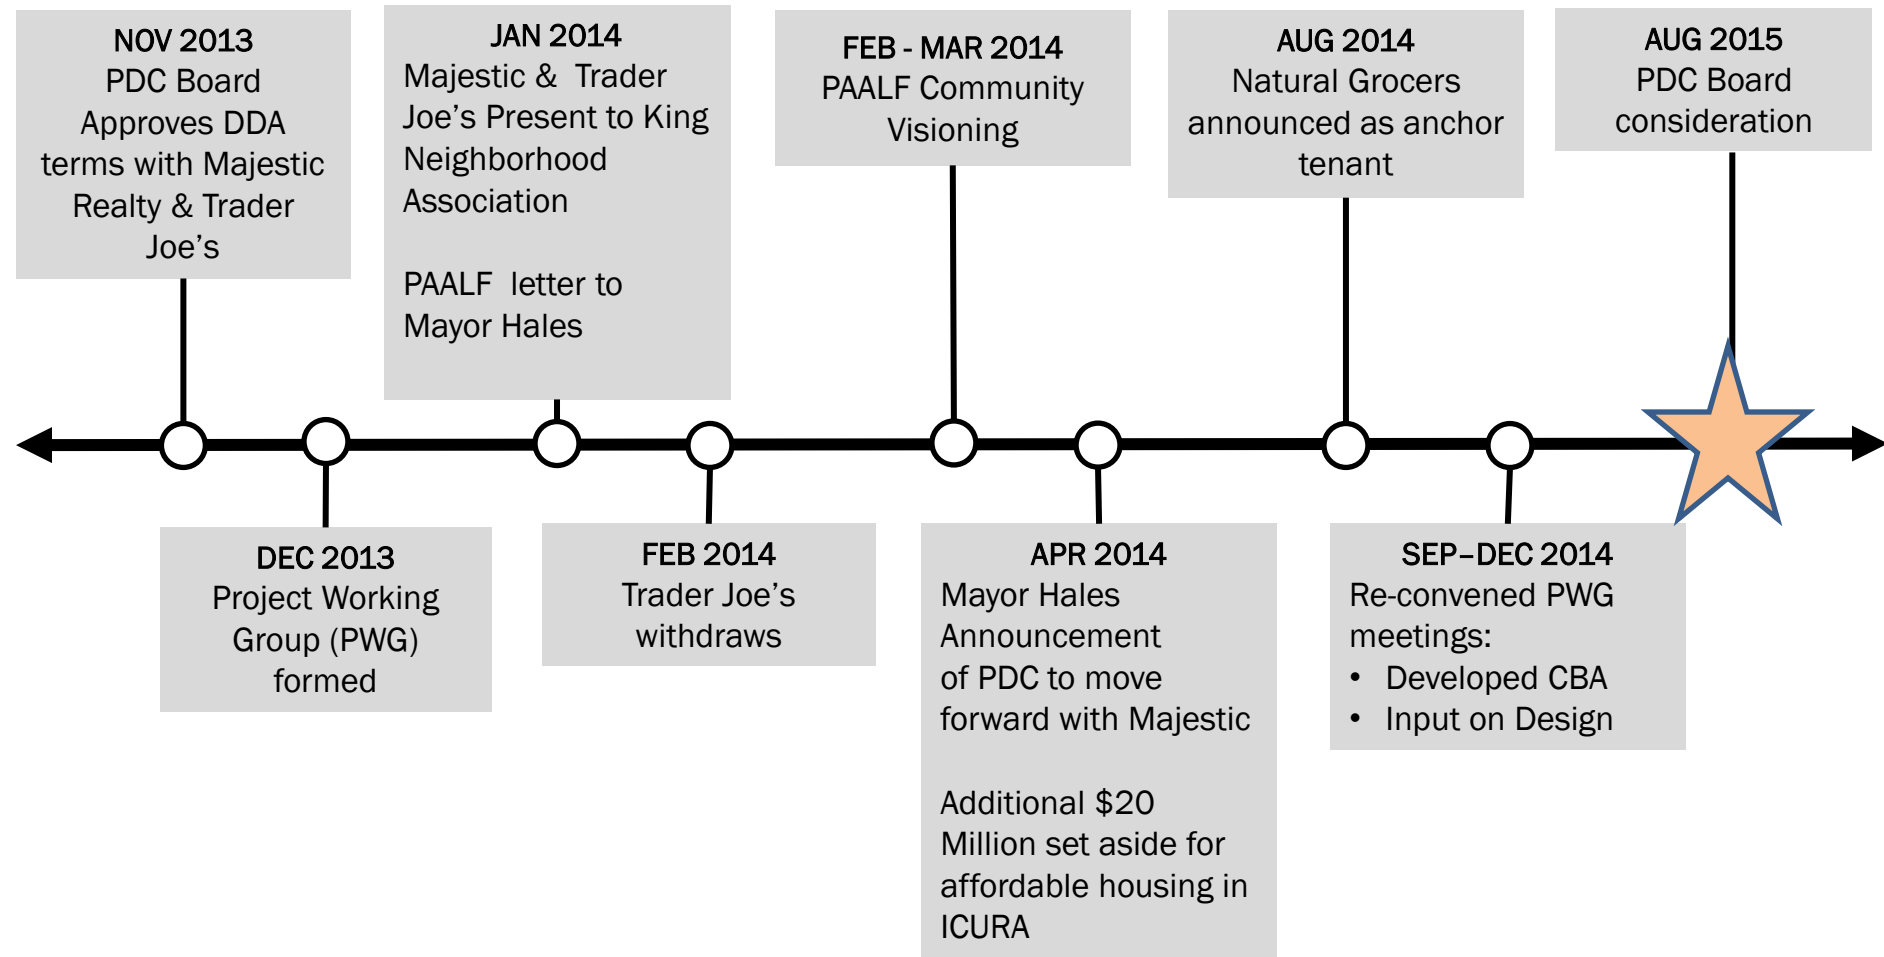 NOV 2013
PDC Board
Approves DDA
terms with Majestic
Realty & Trader
Joe's
JAN 2014
Majestic & Trader
Joe's Present to King
Neighborhood
Association
PAALF letter to
Mayor Hales
FEB - MAR 2014
PAALF Community
Visioning
AUG 2014
Natural Grocers
announced as anchor
tenant
AUG 2015
PDC Board
consideration
DEC 2013
Project Working
Group (PWG)
formed
FEB 2014
Trader Joe's
withdraws
APR 2014
Mayor Hales
Announcement
of PDC to move
forward with Majestic
Additional $20
Million set aside for
affordable housing in
ICURA
SEP–DEC 2014
Re-convened PWG
meetings:
• Developed CBA
• Input on Design